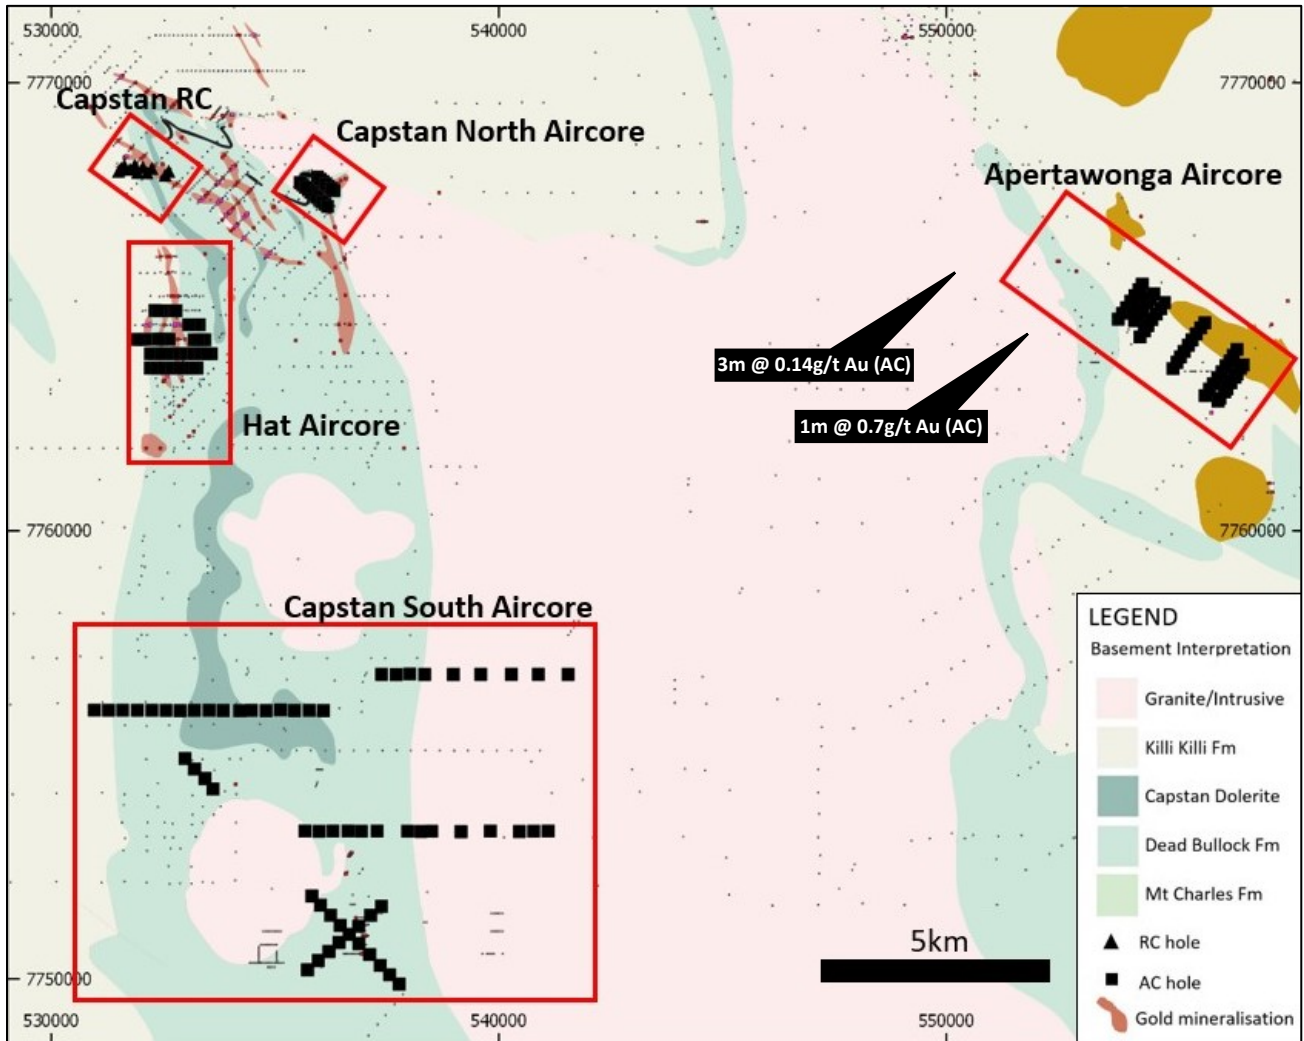 530000
540000
550000
7770000
7770000
Capstan RC
Capstan North Aircore
Apertawonga Aircore
3m @ 0.14g/t Au (AC)
1m @ 0.7g/t Au (AC)
Hat Aircore
7760000
7760000
Capstan South Aircore
LEGEND
Basement Interpretation
Granite/Intrusive
Killi Killi Fm
Capstan Dolerite
Dead Bullock Fm
Mt Charles Fm
RC hole
AC hole
Gold mineralisation
5km
7750000
530000
540000
550000